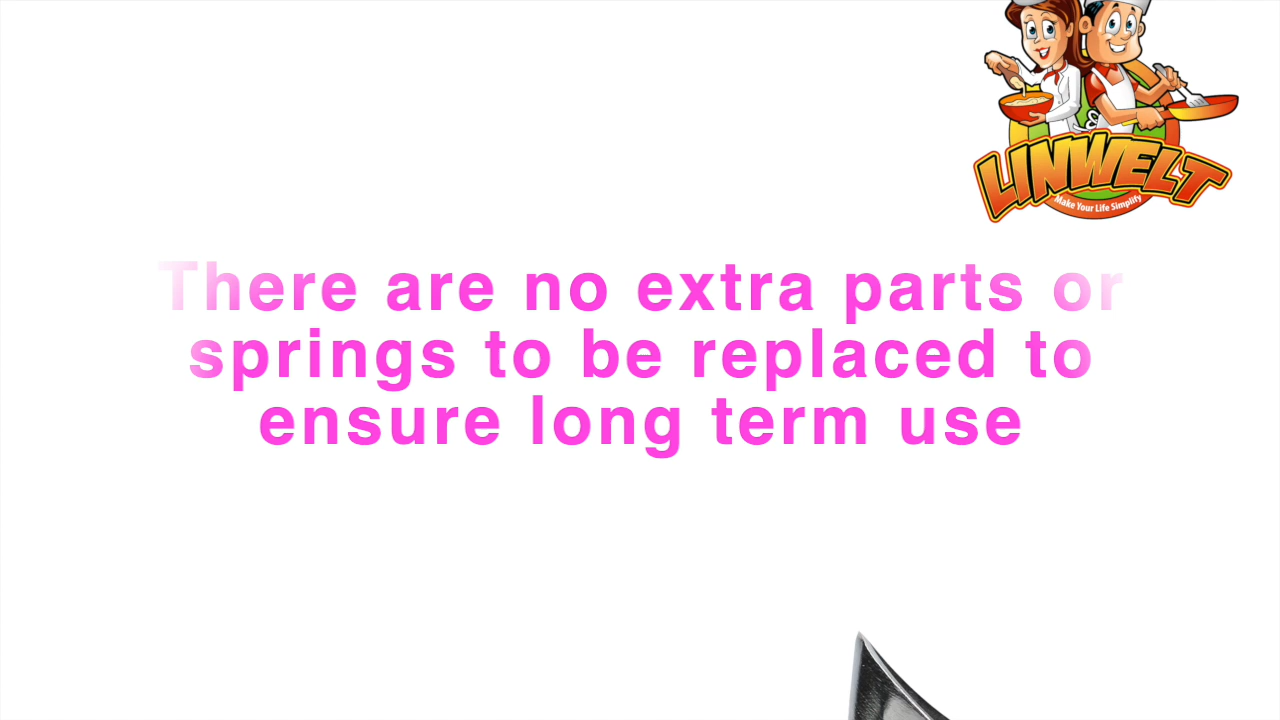 LINWELT
Make Your Life Simplify
There are no extra parts or
springs to be replaced to
ensure long term use